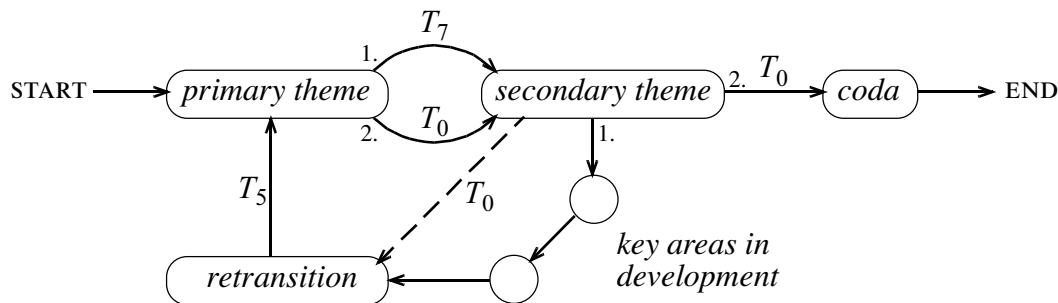 T7
1.
START
primary theme
secondary theme
2.
T0
coda
END
2.
T0
1.
T5
T0
key areas in
development
retransition